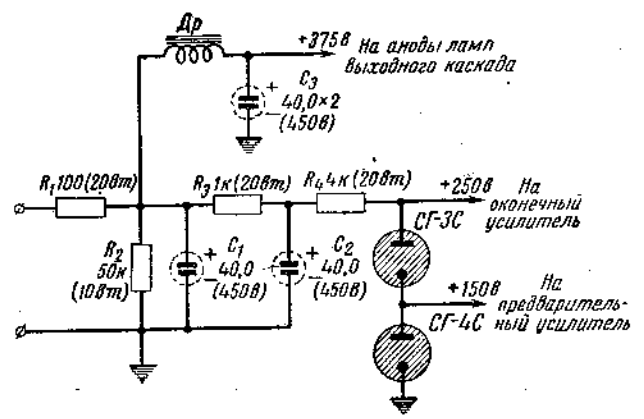 Др
+375в
На аноды ламп
выходного каскада
+
C3
40,0×2
(450в)
R1 100 (20вт)
R3 1к (20вт)
R4 4к (20вт)
+250в
На
оконечный
усилитель
СГ-3С
R2
50к
(10вт)
+
C1
40,0
(450в)
+
C2
40,0
(450в)
+150в
На
предваритель-
ный усилитель
СГ-4С